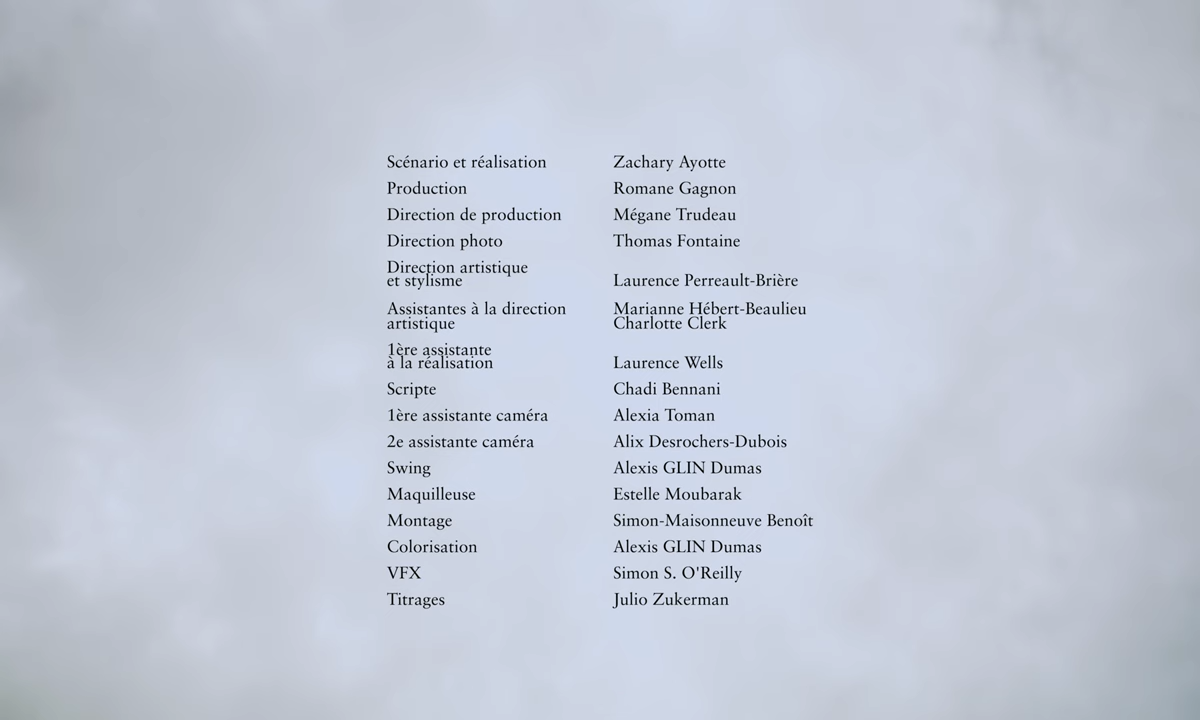 Scénario et réalisation Zachary Ayotte
Production Romane Gagnon
Direction de production Mégane Trudeau
Direction photo Thomas Fontaine
Direction artistique
et stylisme Laurence Perreault-Brière
Assistantes à la direction Marianne Hébert-Beaulieu
artistique Charlotte Clerk
1ère assistante
à la réalisation Laurence Wells
Scripte Chadi Bennani
1ère assistante caméra Alexia Toman
2e assistante caméra Alix Desrochers-Dubois
Swing Alexis GLIN Dumas
Maquilleuse Estelle Moubarak
Montage Simon-Maisonneuve Benoît
Colorisation Alexis GLIN Dumas
VFX Simon S. O'Reilly
Titrages Julio Zukerman